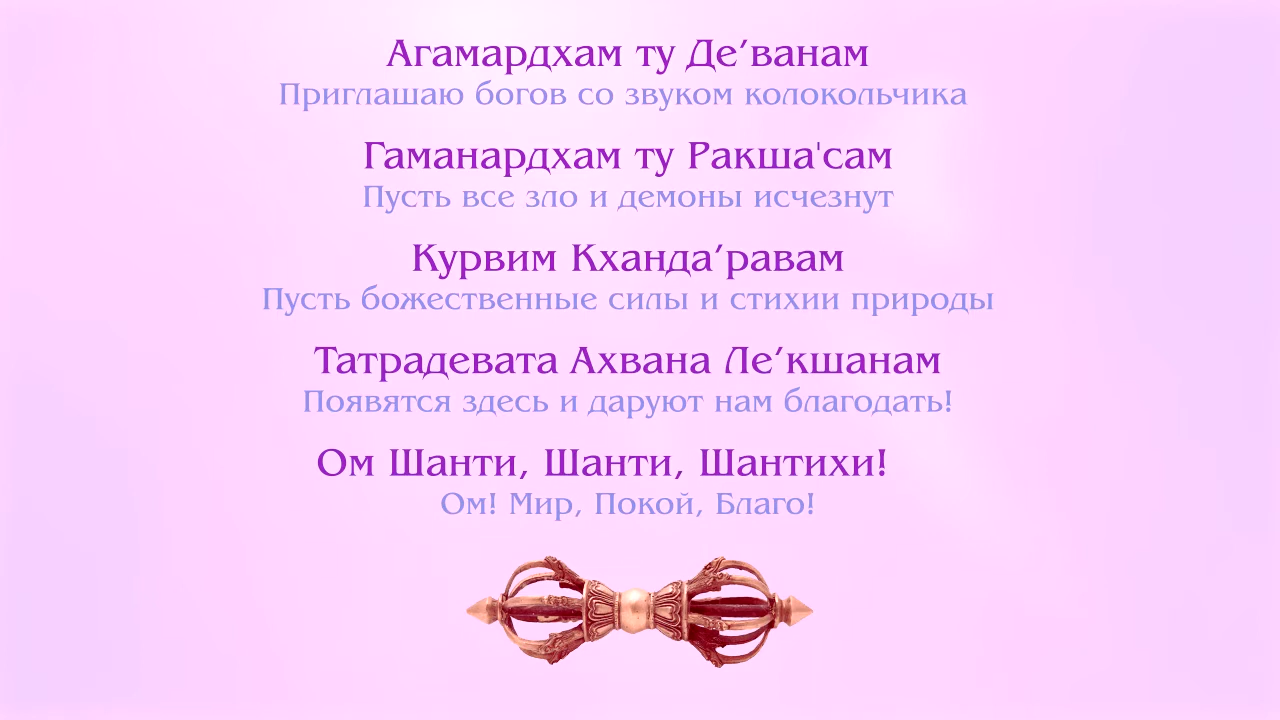 Агамардхам ту Де’ванам
Приглашаю богов со звуком колокольчика
Гаманардхам ту Ракша'сам
Пусть все зло и демоны исчезнут
Курвим Кханда’равам
Пусть божественные силы и стихии природы
Татрадевата Ахвана Ле’кшанам
Появятся здесь и даруют нам благодать!
Ом Шанти, Шанти, Шантихи!
Ом! Мир, Покой, Благо!